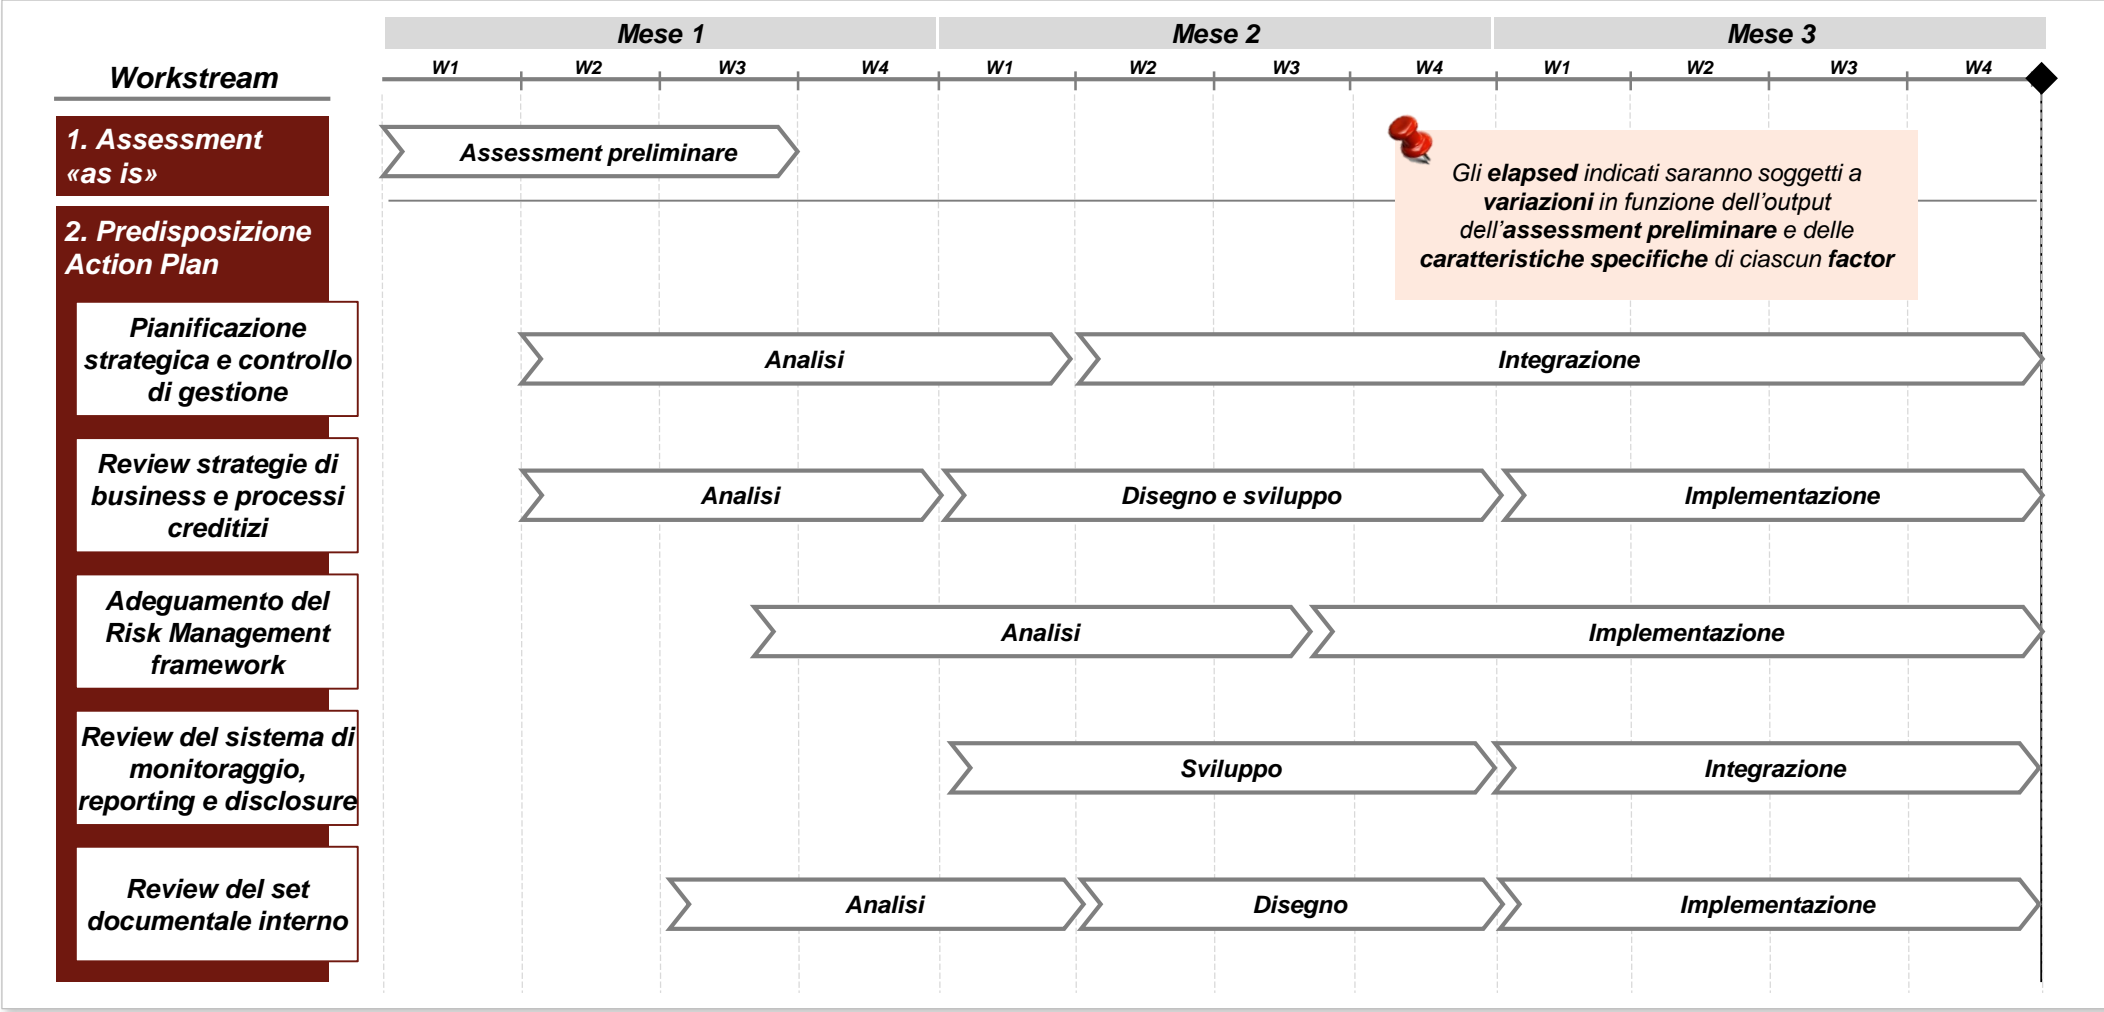 Mese 1 Mese 2 Mese 3
Workstream
W1 W2 W3 W4 W1 W2 W3 W4 W1 W2 W3 W4
1. Assessment
«as is»
Assessment preliminare
Gli elapsed indicati saranno soggetti a
variazioni in funzione dell'output
dell'assessment preliminare e delle
caratteristiche specifiche di ciascun factor
2. Predisposizione
Action Plan
Pianificazione
strategica e controllo
di gestione
Analisi Integrazione
Review strategie di
business e processi
creditizi
Analisi Disegno e sviluppo Implementazione
Adeguamento del
Risk Management
framework
Analisi Implementazione
Review del sistema di
monitoraggio,
reporting e disclosure
Sviluppo Integrazione
Review del set
documentale interno
Analisi Disegno Implementazione